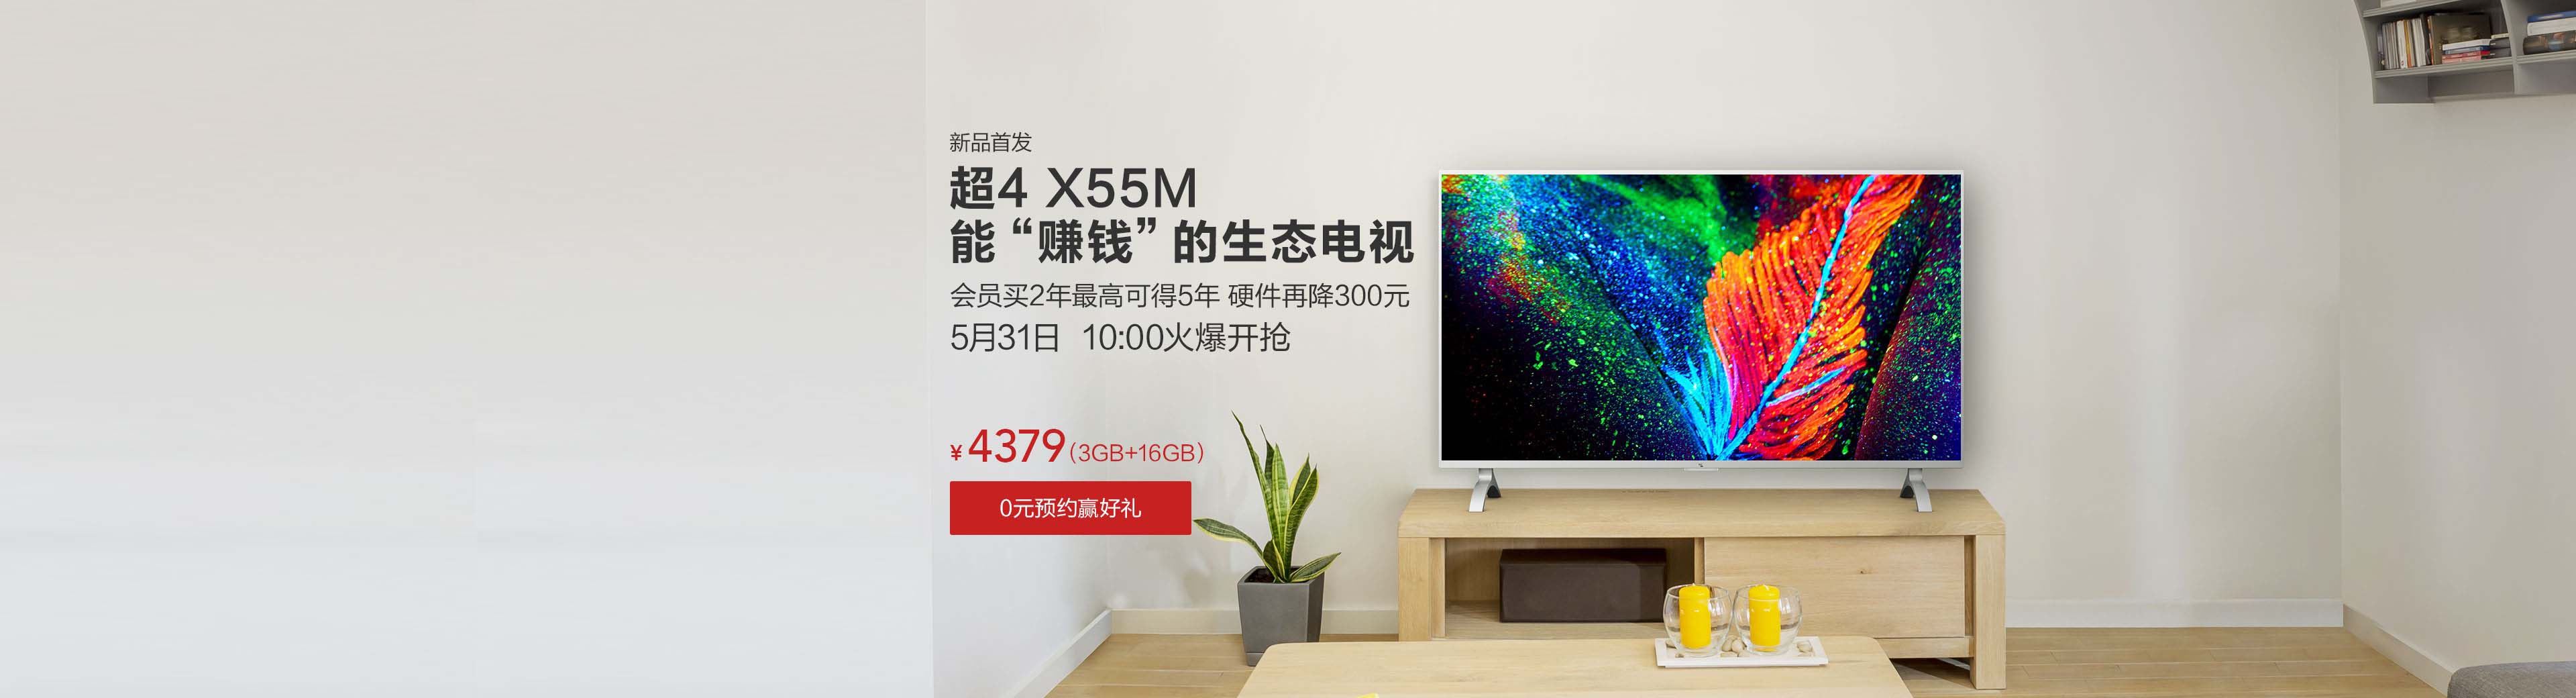 新品首发
超4 X55M
能“赚钱”的生态电视
会员买2年最高可得5年 硬件再降300元
5月31日 10:00火爆开抢
¥4379(3GB+16GB)
0元预约赢好礼